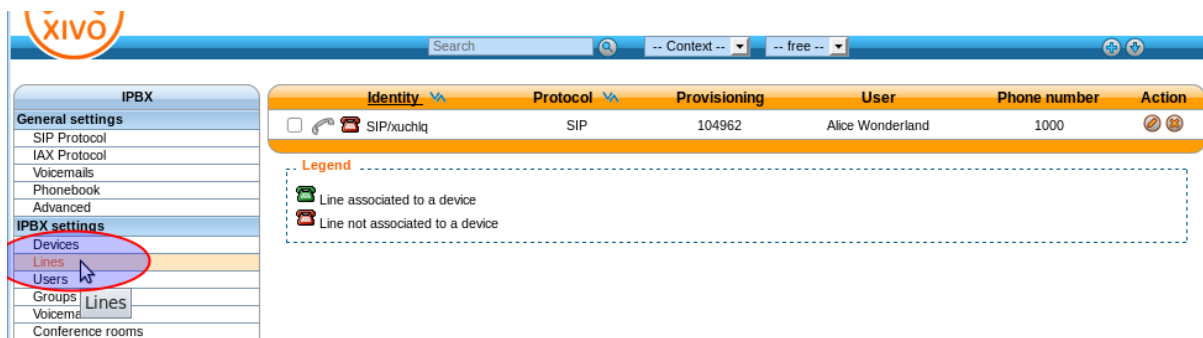 XIVO
Search
-- Context --
-- free --
IPBX
General settings
SIP Protocol
IAX Protocol
Voicemails
Phonebook
Advanced
IPBX settings
Devices
Lines
Users
Groups
Lines
Voicema
Conference rooms
Identity Protocol Provisioning User Phone number Action
SIP/xuchlq SIP 104962 Alice Wonderland 1000
Legend
Line associated to a device
Line not associated to a device